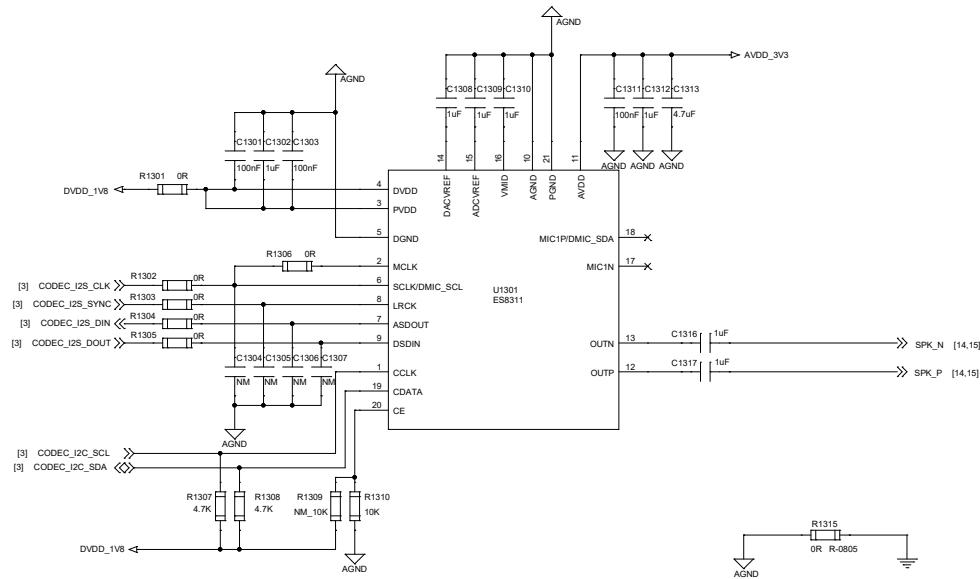 AGND
AVDD_3V3
AGND
C1308 C1309 C1310
1uF 1uF 1uF
C1311 C1312 C1313
100nF 1uF 4.7uF
AGND AGND AGND
C1301 C1302 C1303
100nF 1uF 100nF
14 15 16 10 21 11
DACVREF ADCVREF VMID AGND PGND AVDD
DVDD_1V8 R1301 0R 4 DVDD
3 PVDD
5 DGND
MIC1P/DMIC_SDA 18
R1306 0R 2 MCLK
MIC1N 17
[3] CODEC_I2S_CLK R1302 0R 6 SCLK/DMIC_SCL
U1301
ES8311
[3] CODEC_I2S_SYNC R1303 0R 8 LRCK
[3] CODEC_I2S_DIN R1304 0R 7 ASDOUT
[3] CODEC_I2S_DOUT R1305 0R 9 DSDIN
OUTN 13 C1316 1uF SPK_N [14,15]
C1304 C1305 C1306 C1307
NM NM NM NM
1 CCLK
OUTP 12 C1317 1uF SPK_P [14,15]
19 CDATA
20 CE
AGND
[3] CODEC_I2C_SCL
[3] CODEC_I2C_SDA
R1307 R1308 R1309 R1310
4.7K 4.7K NM_10K 10K
DVDD_1V8
AGND
R1315
0R R-0805
AGND